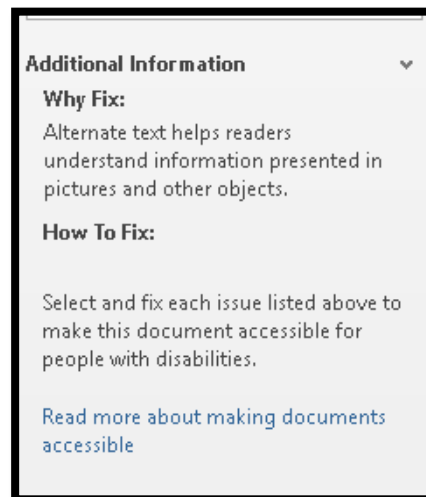 Additional Information
Why Fix:
Alternate text helps readers
understand information presented in
pictures and other objects.
How To Fix:
Select and fix each issue listed above to
make this document accessible for
people with disabilities.
Read more about making documents
accessible